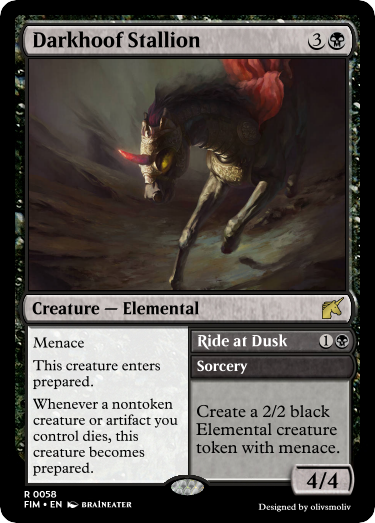 Darkhoof Stallion 3
Creature — Elemental
Menace
This creature enters
prepared.
Whenever a nontoken
creature or artifact you
control dies, this
creature becomes
prepared.
Ride at Dusk 1
Sorcery
Create a 2/2 black
Elemental creature
token with menace.
4/4
R 0058
FIM • EN BRAINEATER
Designed by olivsmoliv